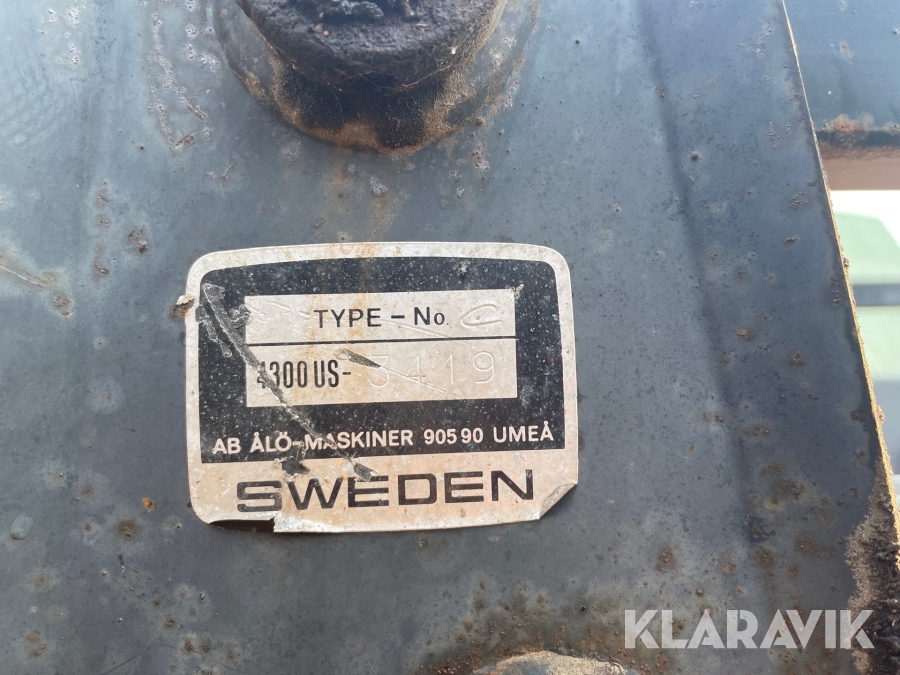 TYPE - No.
4300 US- 3419
AB ÅLÖ-MASKINER 905 90 UMEÅ
SWEDEN
KLARAVIK